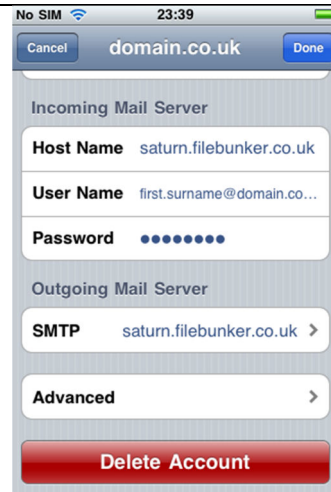 No SIM 23:39
Cancel domain.co.uk Done
Incoming Mail Server
Host Name saturn.filebunker.co.uk
User Name first.surname@domain.co...
Password ●●●●●●●●
Outgoing Mail Server
SMTP saturn.filebunker.co.uk >
Advanced >
Delete Account